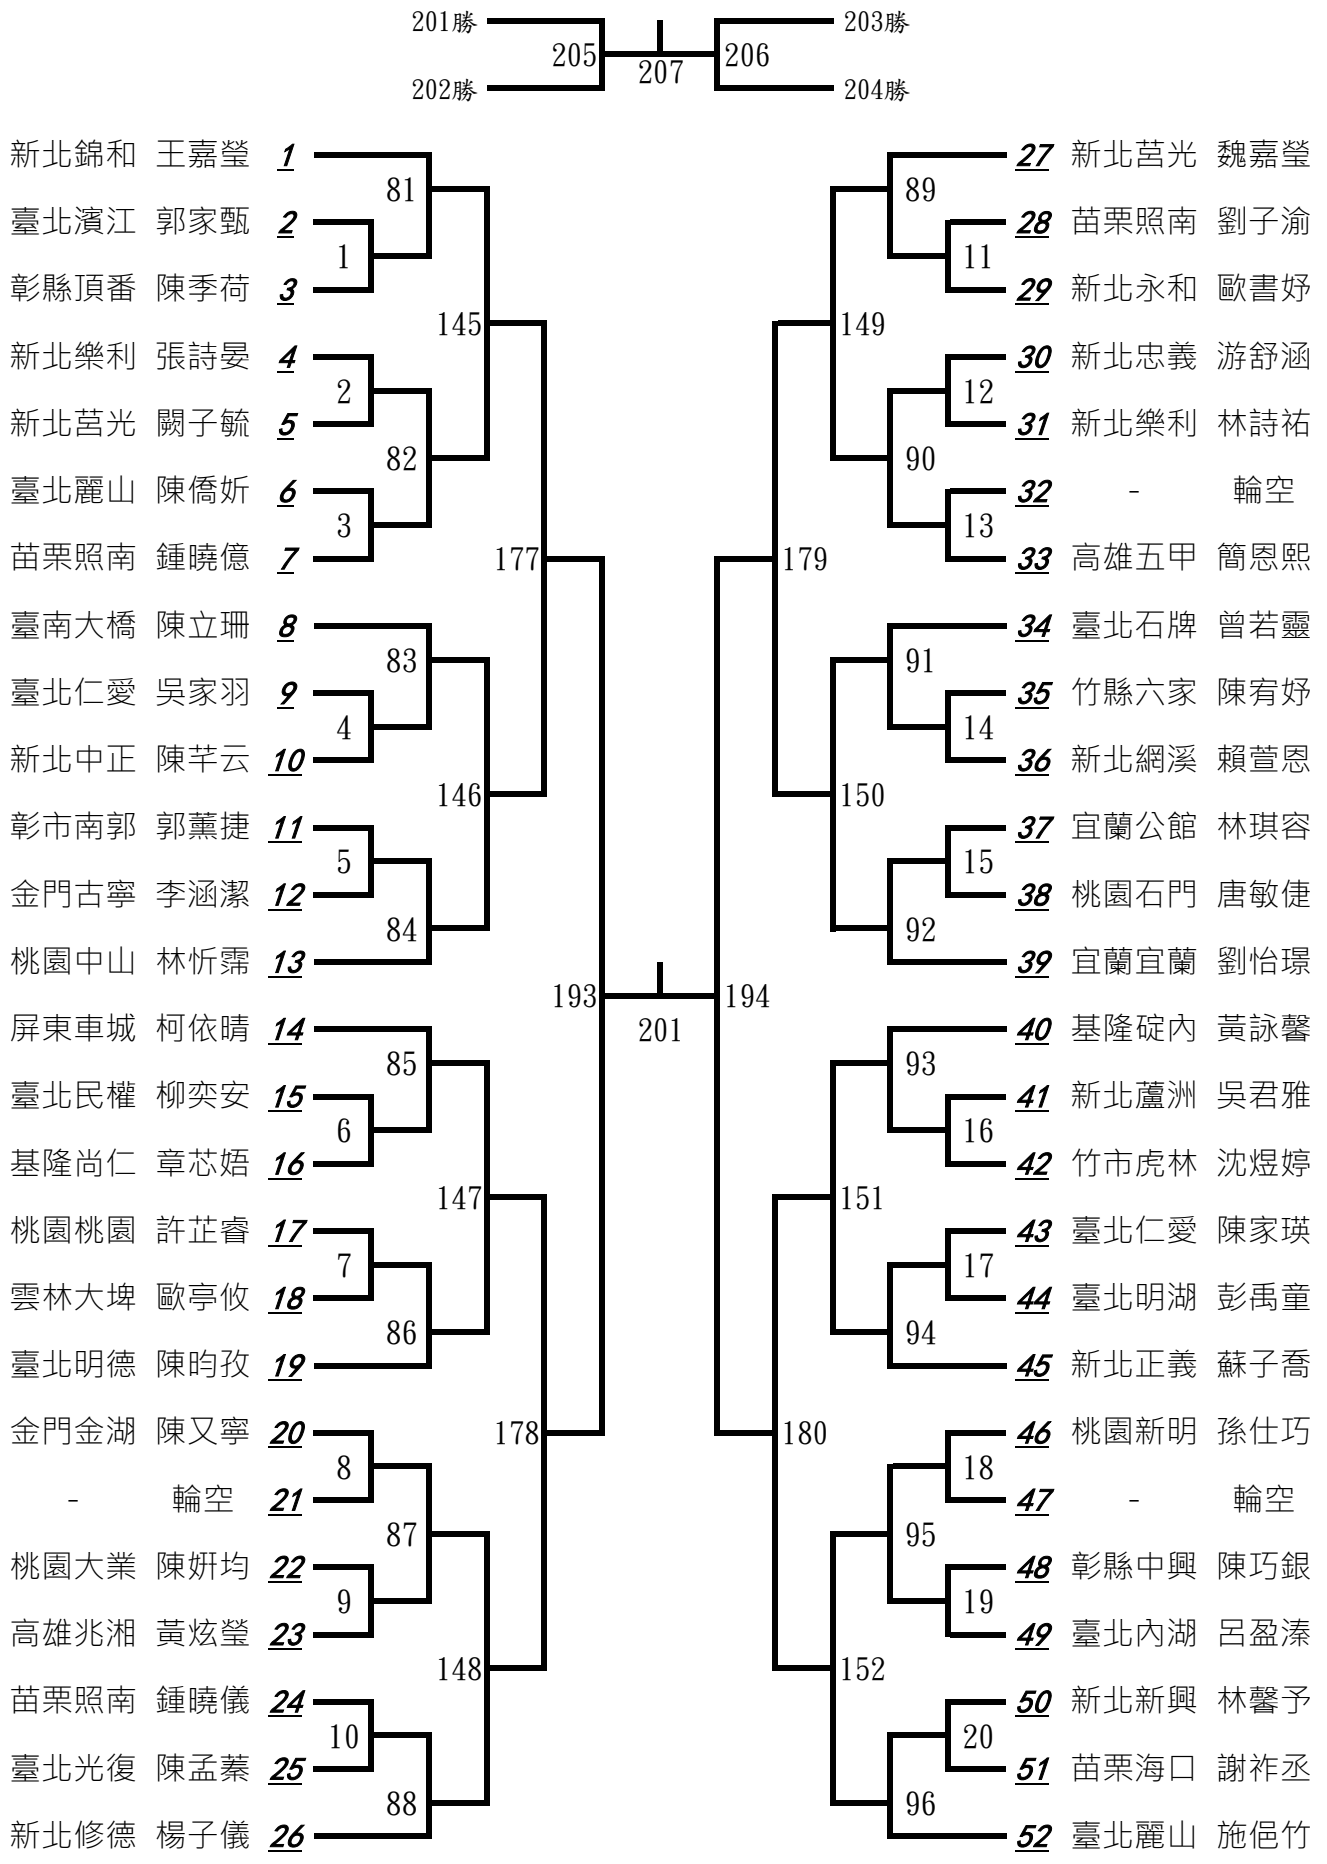 201勝 203勝
205 206
207
202勝 204勝
新北錦和 王嘉瑩 1 27 新北莒光 魏嘉瑩
81 89
臺北濱江 郭家甄 2 28 苗栗照南 劉子渝
1 11
彰縣頂番 陳季荷 3 29 新北永和 歐書妤
145 149
新北樂利 張詩晏 4 30 新北忠義 游舒涵
2 12
新北莒光 闕子毓 5 31 新北樂利 林詩祐
82 90
臺北麗山 陳僑妡 6 32 - 輪空
3 13
苗栗照南 鍾曉億 7 33 高雄五甲 簡恩熙
177 179
臺南大橋 陳立珊 8 34 臺北石牌 曾若靈
83 91
臺北仁愛 吳家羽 9 35 竹縣六家 陳宥妤
4 14
新北中正 陳芊云 10 36 新北網溪 賴萱恩
146 150
彰市南郭 郭薰捷 11 37 宜蘭公館 林琪容
5 15
金門古寧 李涵潔 12 38 桃園石門 唐敏倢
84 92
桃園中山 林忻霈 13 39 宜蘭宜蘭 劉怡璟
193 194
201
屏東車城 柯依晴 14 40 基隆碇內 黃詠馨
85 93
臺北民權 柳奕安 15 41 新北蘆洲 吳君雅
6 16
基隆尚仁 章芯娪 16 42 竹市虎林 沈煜婷
147 151
桃園桃園 許芷睿 17 43 臺北仁愛 陳家瑛
7 17
雲林大埤 歐亭攸 18 44 臺北明湖 彭禹童
86 94
臺北明德 陳昀孜 19 45 新北正義 蘇子喬
金門金湖 陳又寧 20 46 桃園新明 孫仕巧
178 180
8 18
- 輪空 21 47 - 輪空
87 95
桃園大業 陳妍均 22 48 彰縣中興 陳巧銀
9 19
高雄兆湘 黃炫瑩 23 49 臺北內湖 呂盈溱
148 152
苗栗照南 鍾曉儀 24 50 新北新興 林馨予
10 20
臺北光復 陳孟蓁 25 51 苗栗海口 謝祚丞
88 96
新北修德 楊子儀 26 52 臺北麗山 施俋竹